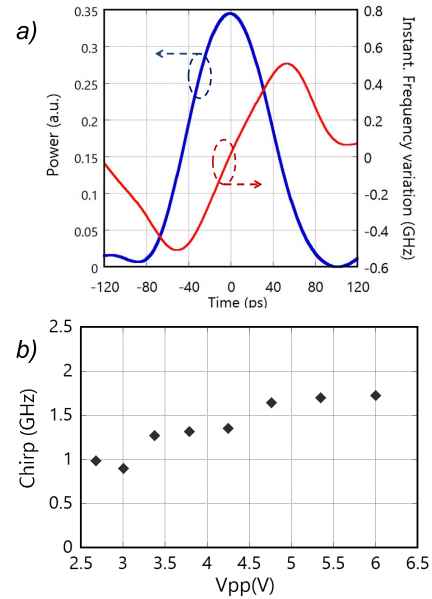 a)
0.35
0.3
0.25
0.2
0.15
0.1
0.05
0
Power (a.u.)
0.8
0.6
0.4
0.2
0
-0.2
-0.4
-0.6
Instant. Frequency variation (GHz)
-120 -80 -40 0 40 80 120
Time (ps)
b)
2.5
2
1.5
1
0.5
0
Chirp (GHz)
2.5 3 3.5 4 4.5 5 5.5 6 6.5
Vpp(V)